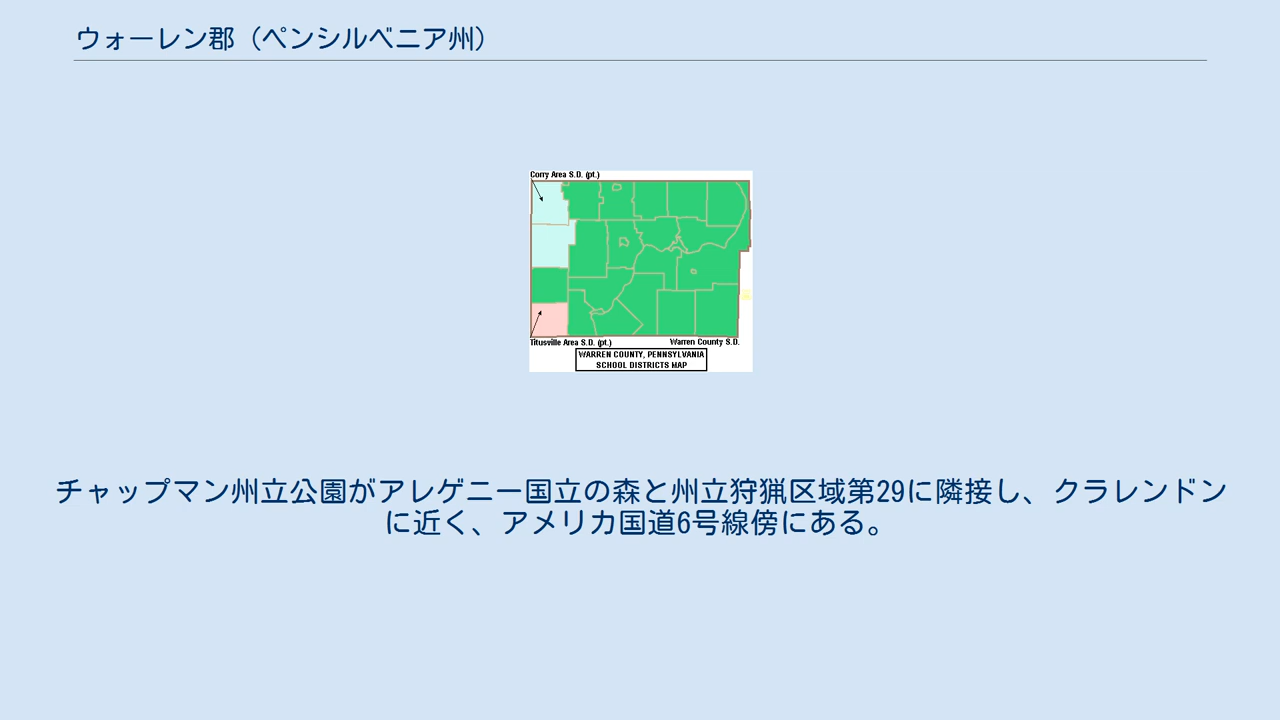 ウォーレン郡（ペンシルベニア州）
Corry Area S.D. (pt.)
Titusville Area S.D. (pt.)
Warren County S.D.
WARREN COUNTY, PENNSYLVANIA
SCHOOL DISTRICTS MAP
チャップマン州立公園がアレゲニー国立の森と州立狩猟区域第29に隣接し、クラレンドン
に近く、アメリカ国道6号線傍にある。